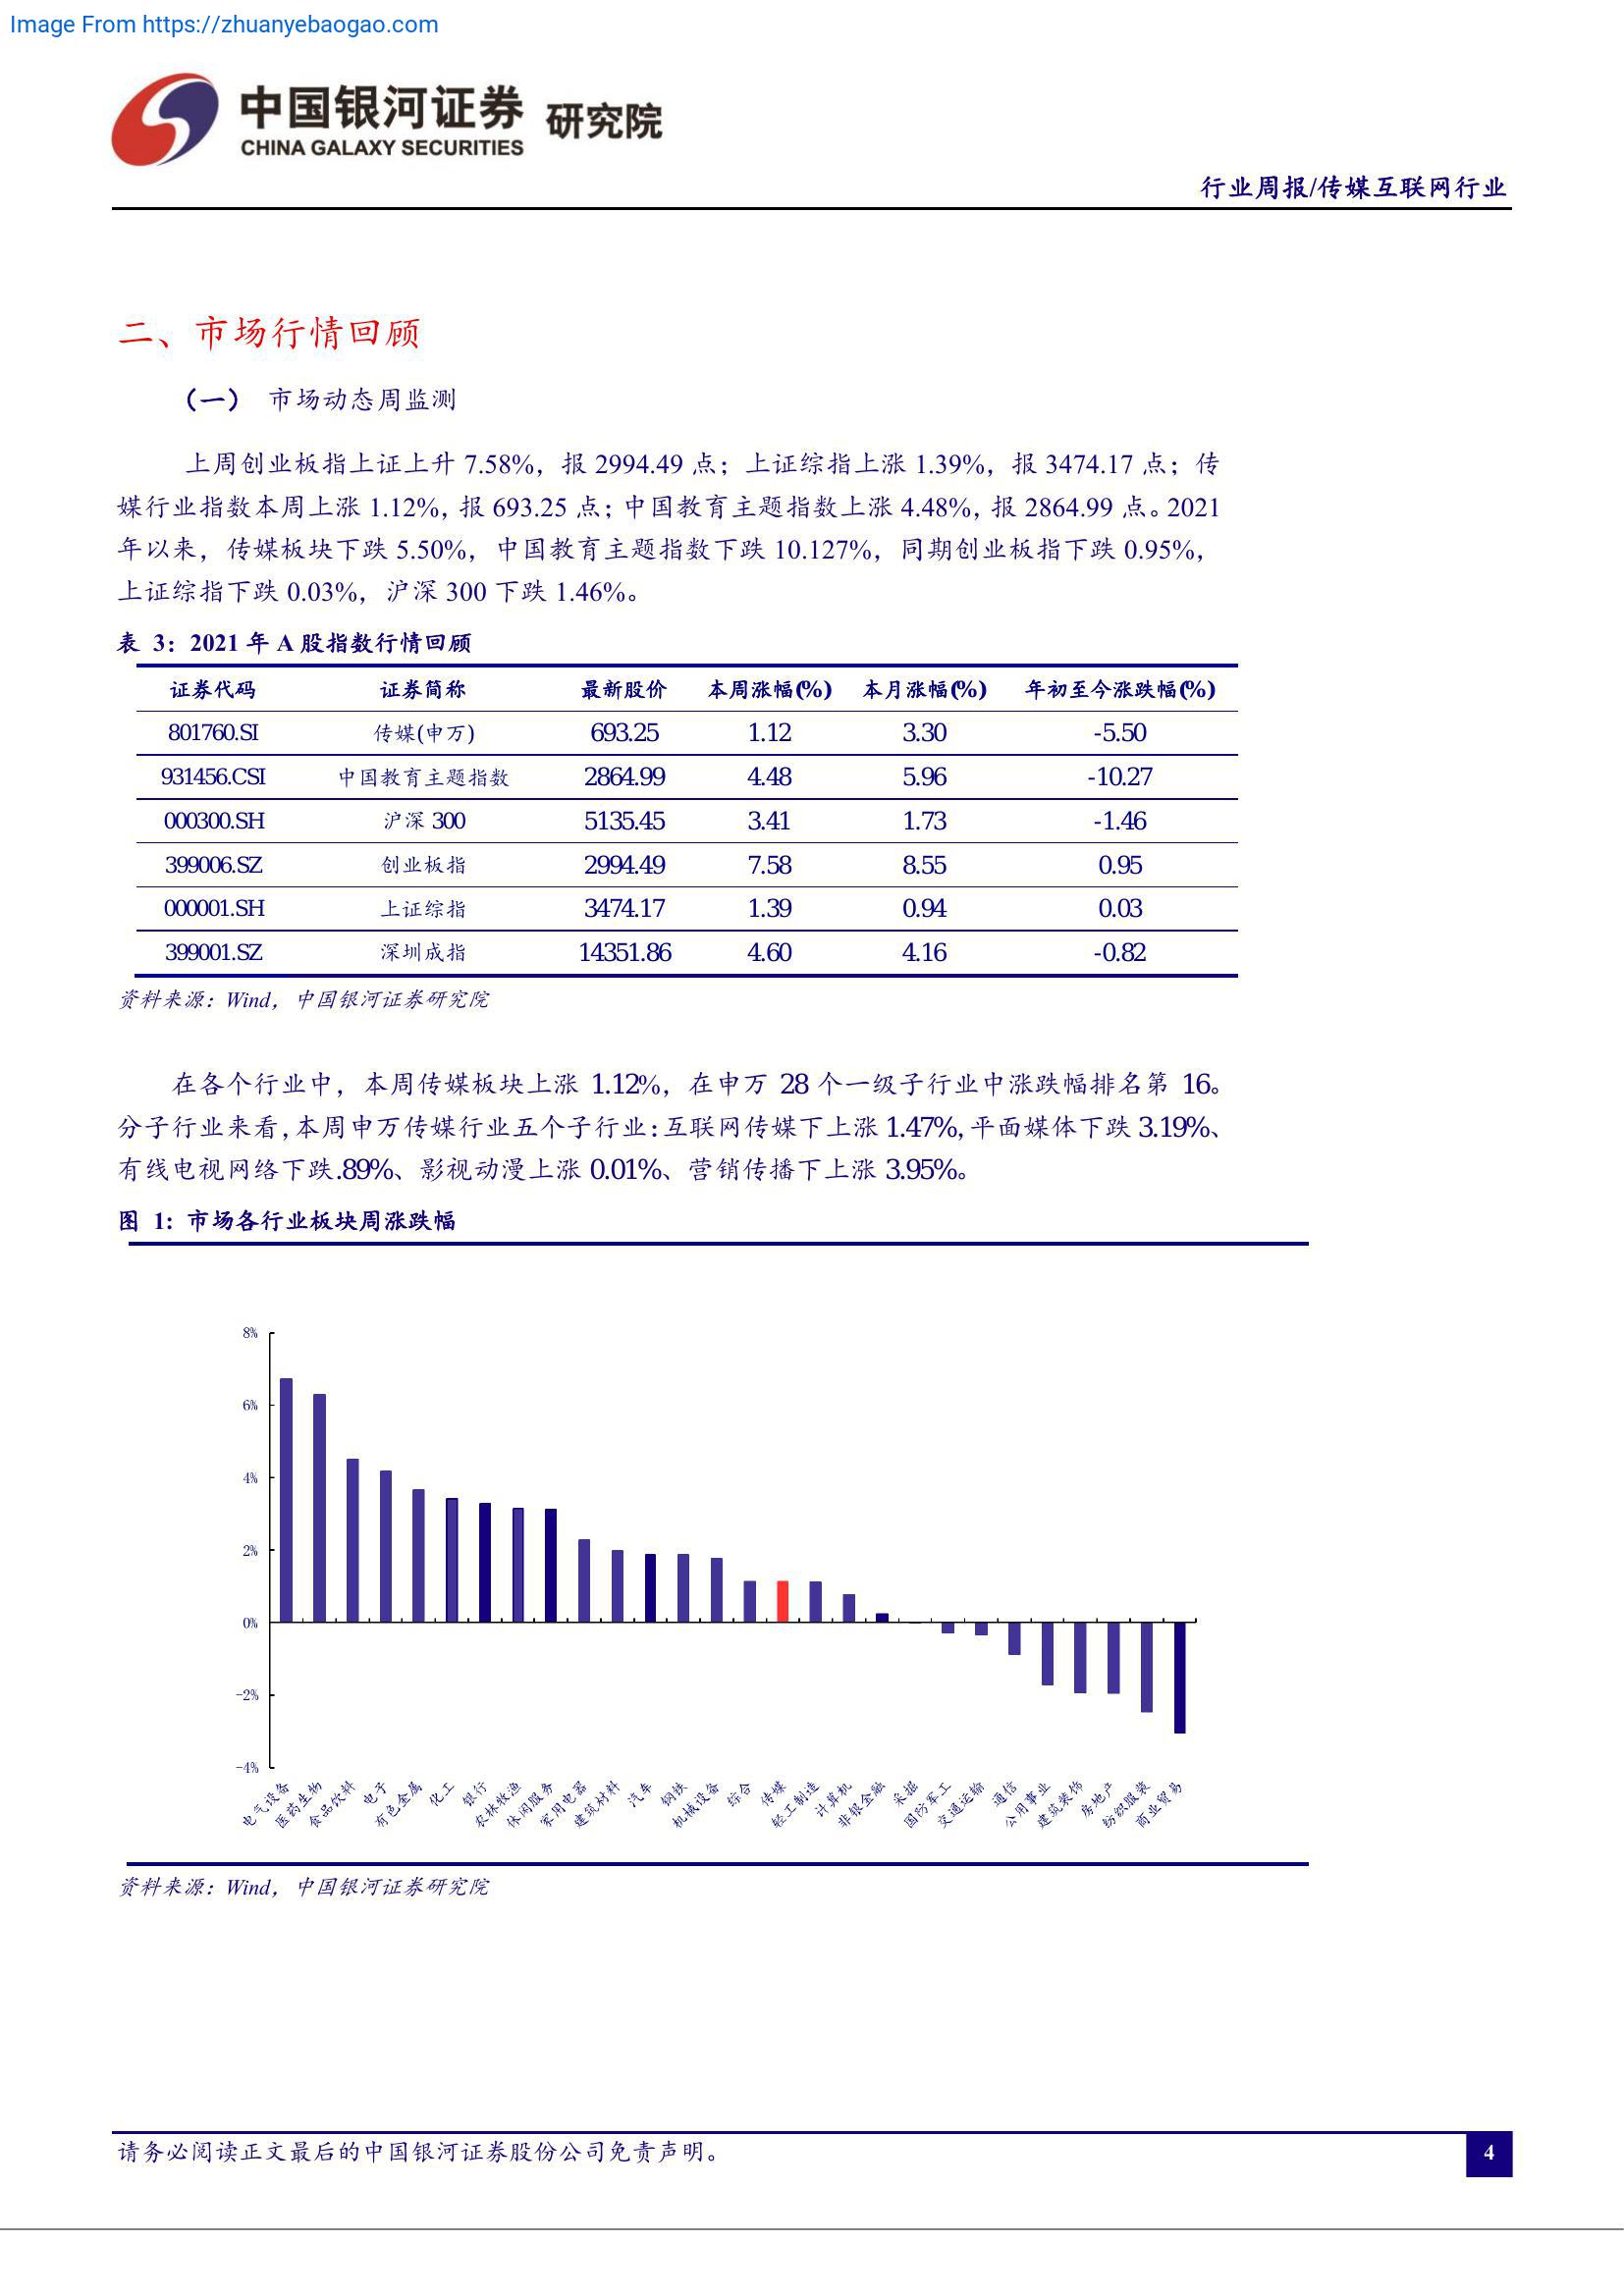 Image From https://zhuanyebaogao.com
中国银河证券 研究院
CHINA GALAXY SECURITIES
行业周报/传媒互联网行业
二、市场行情回顾
（一） 市场动态周监测
上周创业板指上证上升 7.58%，报 2994.49 点；上证综指上涨 1.39%，报 3474.17 点；传
媒行业指数本周上涨 1.12%，报 693.25 点；中国教育主题指数上涨 4.48%，报 2864.99 点。2021
年以来，传媒板块下跌 5.50%，中国教育主题指数下跌 10.127%，同期创业板指下跌 0.95%，
上证综指下跌 0.03%，沪深 300 下跌 1.46%。
表 3：2021 年 A 股指数行情回顾
证券代码 证券简称 最新股价 本周涨幅(%) 本月涨幅(%) 年初至今涨跌幅(%)
801760.SI 传媒(申万) 693.25 1.12 3.30 -5.50
931456.CSI 中国教育主题指数 2864.99 4.48 5.96 -10.27
000300.SH 沪深 300 5135.45 3.41 1.73 -1.46
399006.SZ 创业板指 2994.49 7.58 8.55 0.95
000001.SH 上证综指 3474.17 1.39 0.94 0.03
399001.SZ 深圳成指 14351.86 4.60 4.16 -0.82
资料来源：Wind，中国银河证券研究院
在各个行业中，本周传媒板块上涨 1.12%，在申万 28 个一级子行业中涨跌幅排名第 16。
分子行业来看，本周申万传媒行业五个子行业：互联网传媒下上涨 1.47%，平面媒体下跌 3.19%、
有线电视网络下跌.89%、影视动漫上涨 0.01%、营销传播下上涨 3.95%。
图 1：市场各行业板块周涨跌幅
8%
6%
4%
2%
0%
-2%
-4%
电气设备 医药生物 食品饮料 电子 有色金属 化工 银行 农林牧渔 休闲服务 家用电器 建筑材料 汽车 钢铁 机械设备 综合 传媒 轻工制造 计算机 非银金融 采掘 国防军工 交通运输 通信 公用事业 建筑装饰 房地产 纺织服装 商业贸易
资料来源：Wind，中国银河证券研究院
请务必阅读正文最后的中国银河证券股份公司免责声明。
4